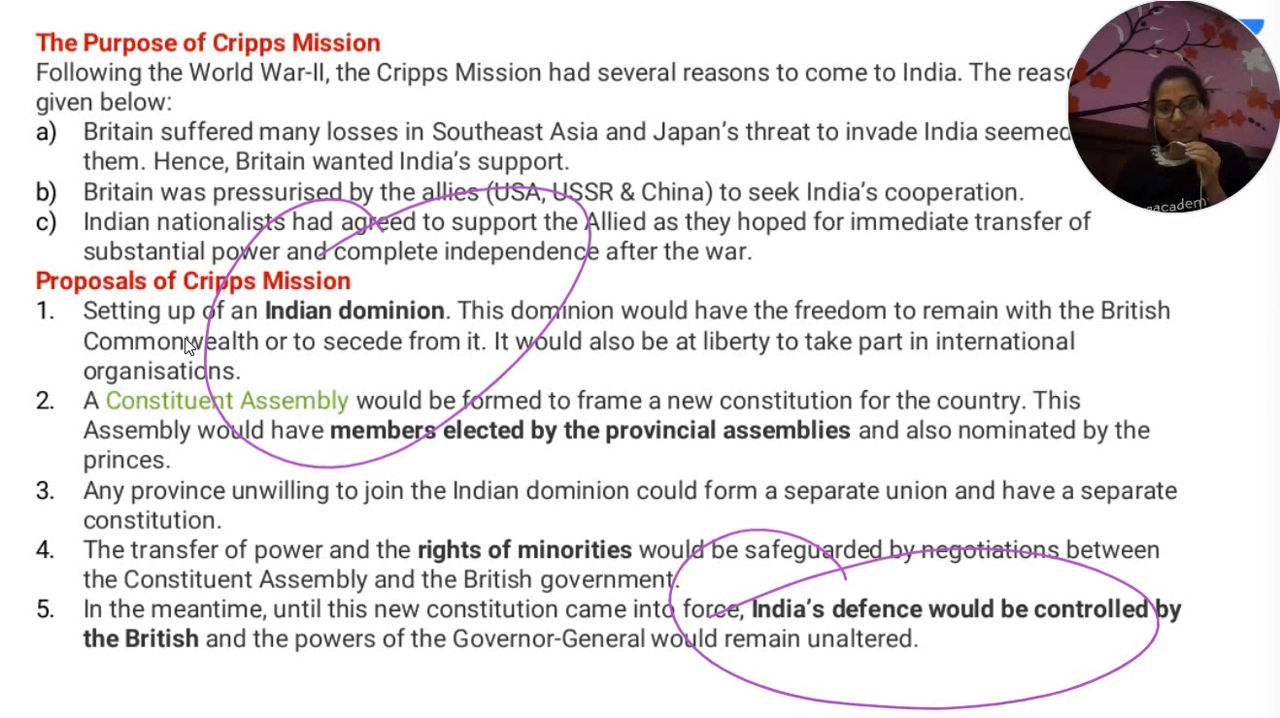 The Purpose of Cripps Mission
Following the World War-II, the Cripps Mission had several reasons to come to India. The
given below:
a) Britain suffered many losses in Southeast Asia and Japan's threat to invade India seemed
them. Hence, Britain wanted India's support.
b) Britain was pressurised by the allies (USA, USSR & China) to seek India's cooperation.
c) Indian nationalists had agreed to support the Allied as they hoped for immediate transfer of
substantial power and complete independence after the war.
Proposals of Cripps Mission
1. Setting up of an Indian dominion. This dominion would have the freedom to remain with the British
Commonwealth or to secede from it. It would also be at liberty to take part in international
organisations.
2. A Constituent Assembly would be formed to frame a new constitution for the country. This
Assembly would have members elected by the provincial assemblies and also nominated by the
princes.
3. Any province unwilling to join the Indian dominion could form a separate union and have a separate
constitution.
4. The transfer of power and the rights of minorities would be safeguarded by negotiations between
the Constituent Assembly and the British government.
5. In the meantime, until this new constitution came into force, India's defence would be controlled by
the British and the powers of the Governor-General would remain unaltered.